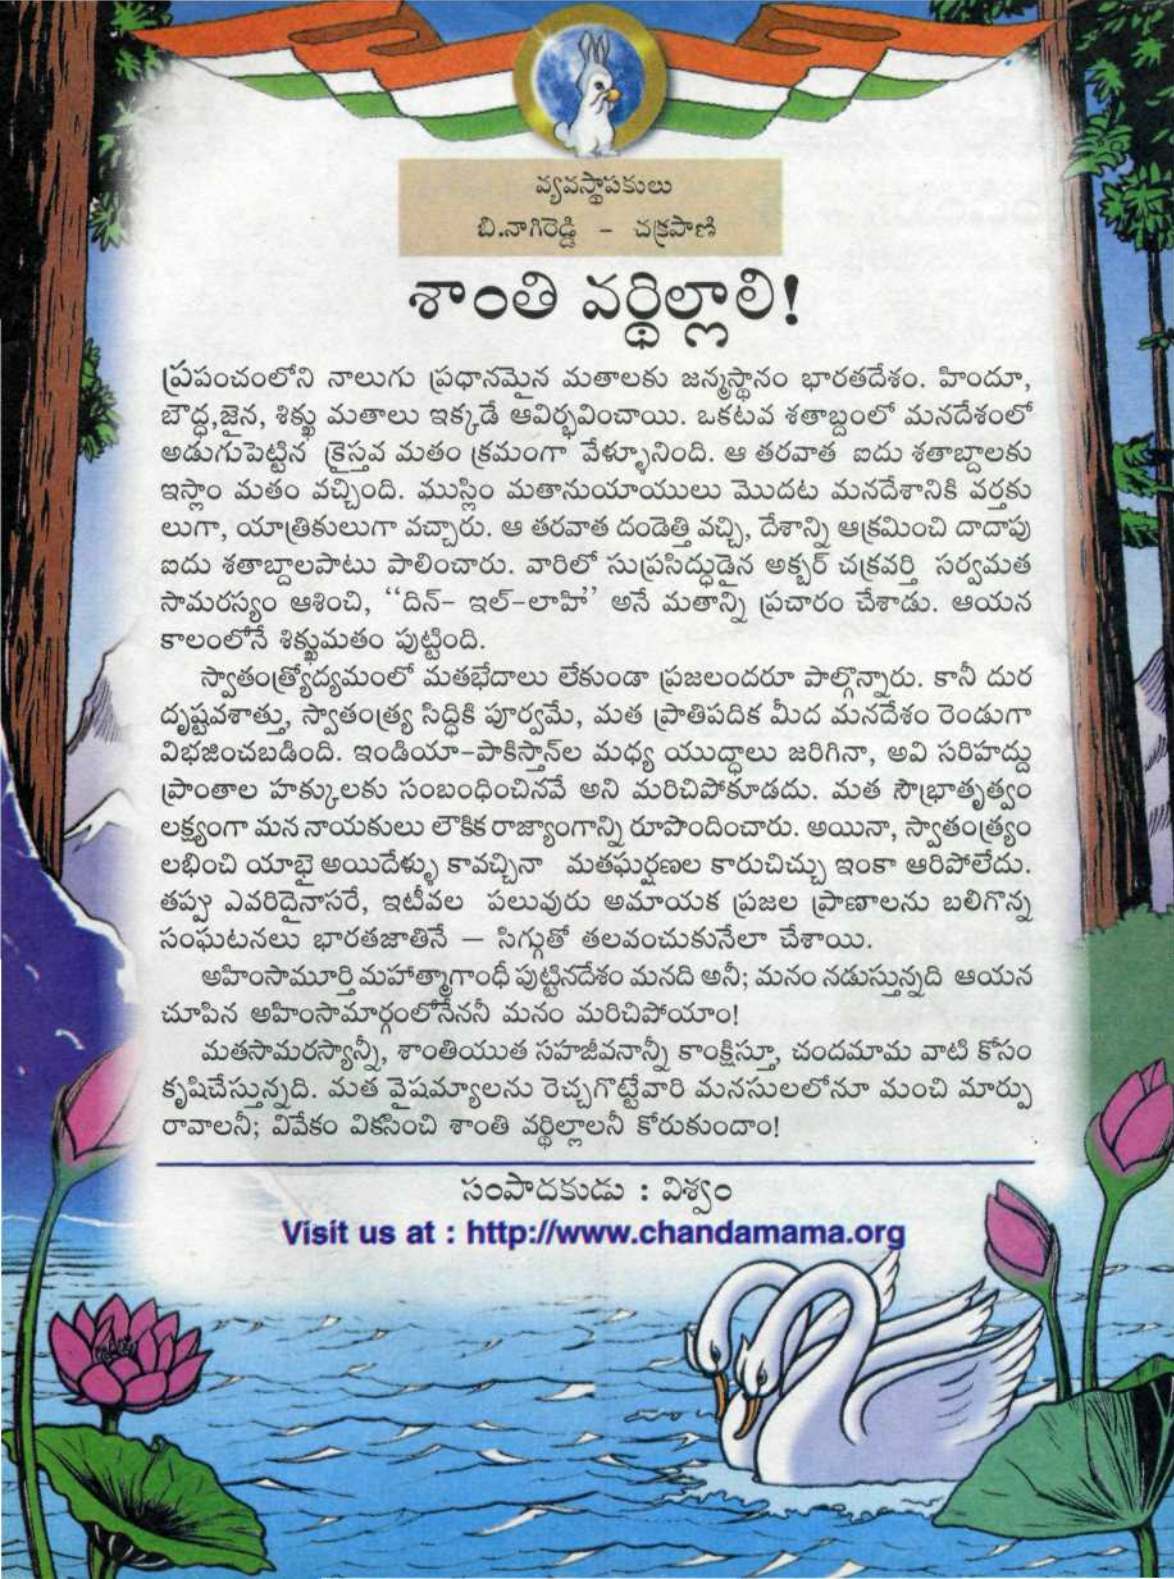 వ్యవస్థాపకులు
బి.నాగిరెడ్డి - చక్రపాణి
శాంతి వర్ధిల్లాలి!
ప్రపంచంలోని నాలుగు ప్రధానమైన మతాలకు జన్మస్థానం భారతదేశం. హిందూ,
బౌద్ధ,జైన, శిక్ఖు మతాలు ఇక్కడే ఆవిర్భవించాయి. ఒకటవ శతాబ్దంలో మనదేశంలో
అడుగుపెట్టిన క్రైస్తవ మతం క్రమంగా వేళ్ళూనింది. ఆ తరవాత ఐదు శతాబ్దాలకు
ఇస్లాం మతం వచ్చింది. ముస్లిం మతానుయాయులు మొదట మనదేశానికి వర్తకు
లుగా, యాత్రికులుగా వచ్చారు. ఆ తరవాత దండెత్తి వచ్చి, దేశాన్ని ఆక్రమించి దాదాపు
ఐదు శతాబ్దాలపాటు పాలించారు. వారిలో సుప్రసిద్ధుడైన అక్బర్ చక్రవర్తి సర్వమత
సామరస్యం ఆశించి, "దిన్- ఇల్-లాహి" అనే మతాన్ని ప్రచారం చేశాడు. ఆయన
కాలంలోనే శిక్ఖుమతం పుట్టింది.
స్వాతంత్ర్యోద్యమంలో మతభేదాలు లేకుండా ప్రజలందరూ పాల్గొన్నారు. కానీ దుర
దృష్టవశాత్తు, స్వాతంత్ర్య సిద్ధికి పూర్వమే, మత ప్రాతిపదిక మీద మనదేశం రెండుగా
విభజించబడింది. ఇండియా-పాకిస్తాన్‌ల మధ్య యుద్ధాలు జరిగినా, అవి సరిహద్దు
ప్రాంతాల హక్కులకు సంబంధించినవే అని మరిచిపోకూడదు. మత సౌభ్రాతృత్వం
లక్ష్యంగా మన నాయకులు లౌకిక రాజ్యాంగాన్ని రూపొందించారు. అయినా, స్వాతంత్ర్యం
లభించి యాభై అయిదేళ్ళు కావచ్చినా మతఘర్షణల కారుచిచ్చు ఇంకా ఆరిపోలేదు.
తప్పు ఎవరిదైనాసరే, ఇటీవల పలువురు అమాయక ప్రజల ప్రాణాలను బలిగొన్న
సంఘటనలు భారతజాతినే – సిగ్గుతో తలవంచుకునేలా చేశాయి.
అహింసామూర్తి మహాత్మాగాంధీ పుట్టినదేశం మనది అనీ; మనం నడుస్తున్నది ఆయన
చూపిన అహింసామార్గంలోనేననీ మనం మరిచిపోయాం!
మతసామరస్యాన్నీ, శాంతియుత సహజీవనాన్నీ కాంక్షిస్తూ, చందమామ వాటి కోసం
కృషిచేస్తున్నది. మత వైషమ్యాలను రెచ్చగొట్టేవారి మనసులలోనూ మంచి మార్పు
రావాలనీ; వివేకం వికసించి శాంతి వర్ధిల్లాలనీ కోరుకుందాం!
సంపాదకుడు : విశ్వం
Visit us at : http://www.chandamama.org